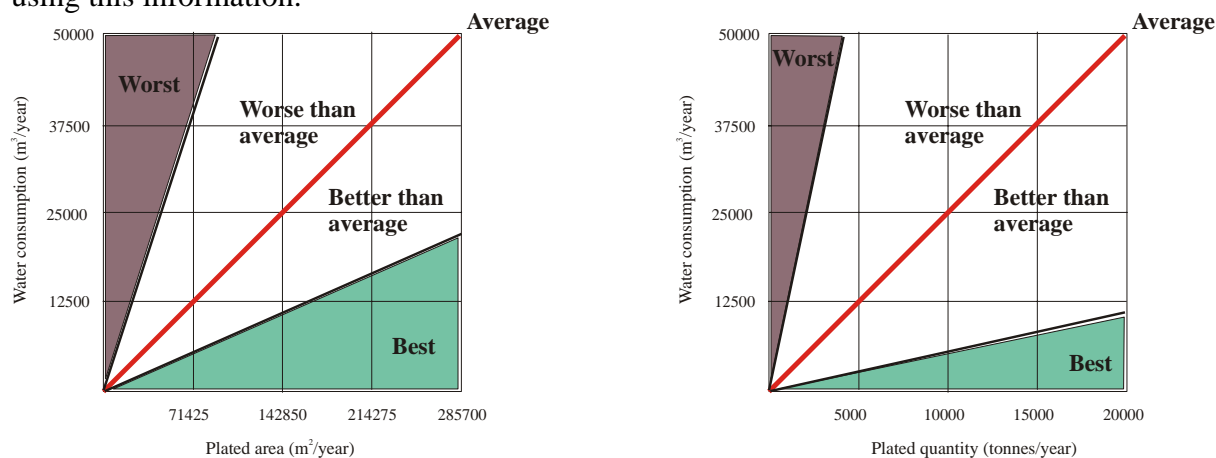 using this information.
Average
50000
Worst
Worse than
average
37500
Better than
average
25000
12500
Best
71425 142850 214275 285700
Water consumption (m³/year)
Plated area (m²/year)
Average
50000
Worst
Worse than
average
37500
Better than
average
25000
12500
Best
5000 10000 15000 20000
Water consumption (m³/year)
Plated quantity (tonnes/year)